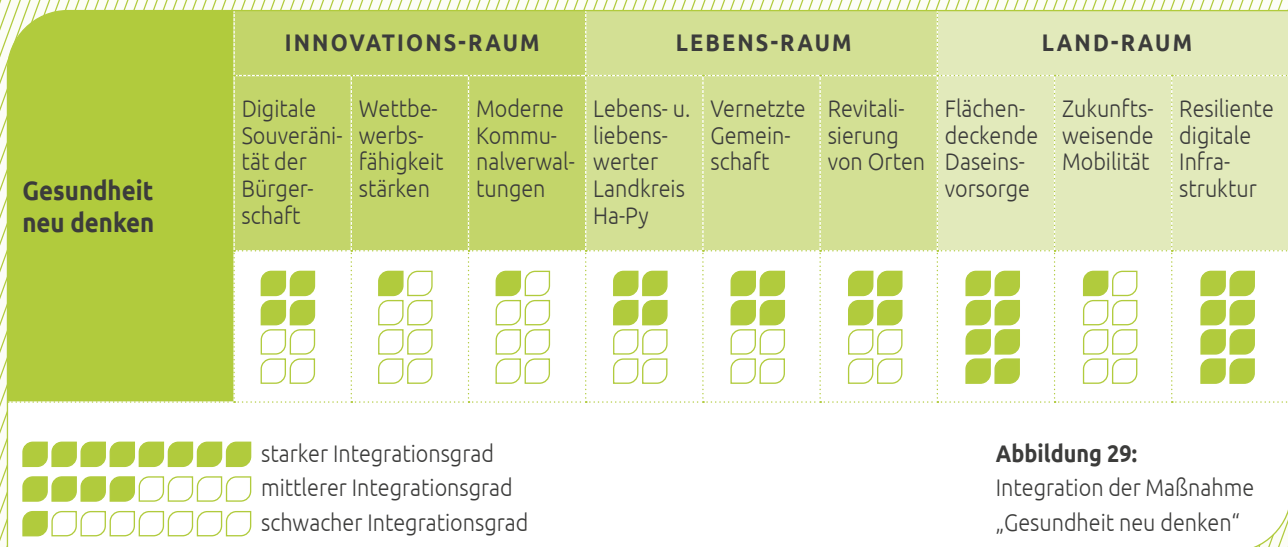 INNOVATIONS-RAUM
LEBENS-RAUM
LAND-RAUM
Gesundheit
neu denken
Digitale
Souveräni-
tät der
Bürger-
schaft
Wettbe-
werbs-
fähigkeit
stärken
Moderne
Kommu-
nalverwal-
tungen
Lebens- u.
liebens-
werter
Landkreis
Ha-Py
Vernetzte
Gemein-
schaft
Revitali-
sierung
von Orten
Flächen-
deckende
Daseins-
vorsorge
Zukunfts-
weisende
Mobilität
Resiliente
digitale
Infra-
struktur
starker Integrationsgrad
mittlerer Integrationsgrad
schwacher Integrationsgrad
Abbildung 29:
Integration der Maßnahme
„Gesundheit neu denken“